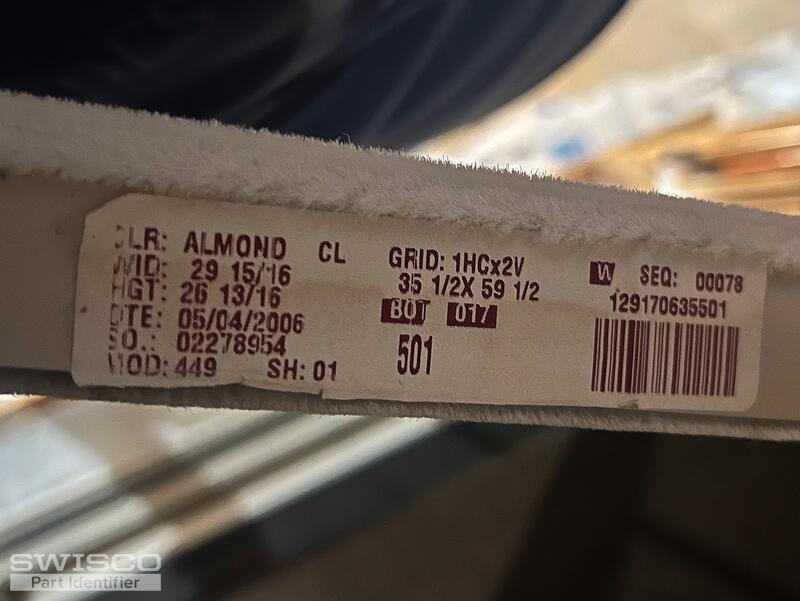 CLR: ALMOND CL
WID: 29 15/16
HGT: 26 13/16
DTE: 05/04/2006
SO.: 02278954
MOD: 449 SH: 01
GRID: 1HCx2V
35 1/2X 59 1/2
BOT 017
501
W SEQ: 00078
129170635501
SWISCO
Part Identifier